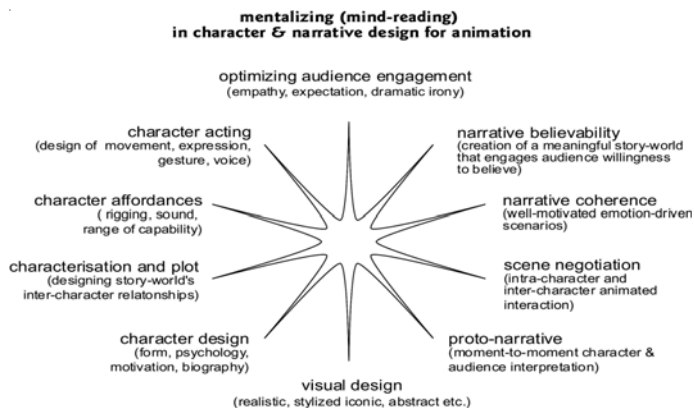 mentalizing (mind-reading)
in character & narrative design for animation
optimizing audience engagement
(empathy, expectation, dramatic irony)
character acting
(design of movement, expression,
gesture, voice)
narrative believability
(creation of a meaningful story-world
that engages audience willingness
to believe)
character affordances
( rigging, sound,
range of capability)
narrative coherence
(well-motivated emotion-driven
scenarios)
characterisation and plot
(designing story-world's
inter-character relatonships)
scene negotiation
(intra-character and
inter-character animated
interaction)
character design
(form, psychology,
motivation, biography)
proto-narrative
(moment-to-moment character &
audience interpretation)
visual design
(realistic, stylized iconic, abstract etc.)